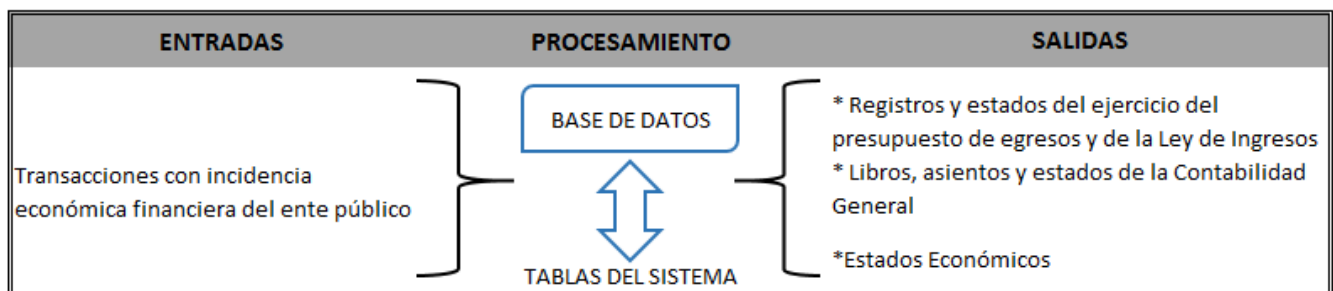 ENTRADAS
PROCESAMIENTO
SALIDAS
Transacciones con incidencia
económica financiera del ente público
BASE DE DATOS
TABLAS DEL SISTEMA
* Registros y estados del ejercicio del
presupuesto de egresos y de la Ley de Ingresos
* Libros, asientos y estados de la Contabilidad
General
*Estados Económicos